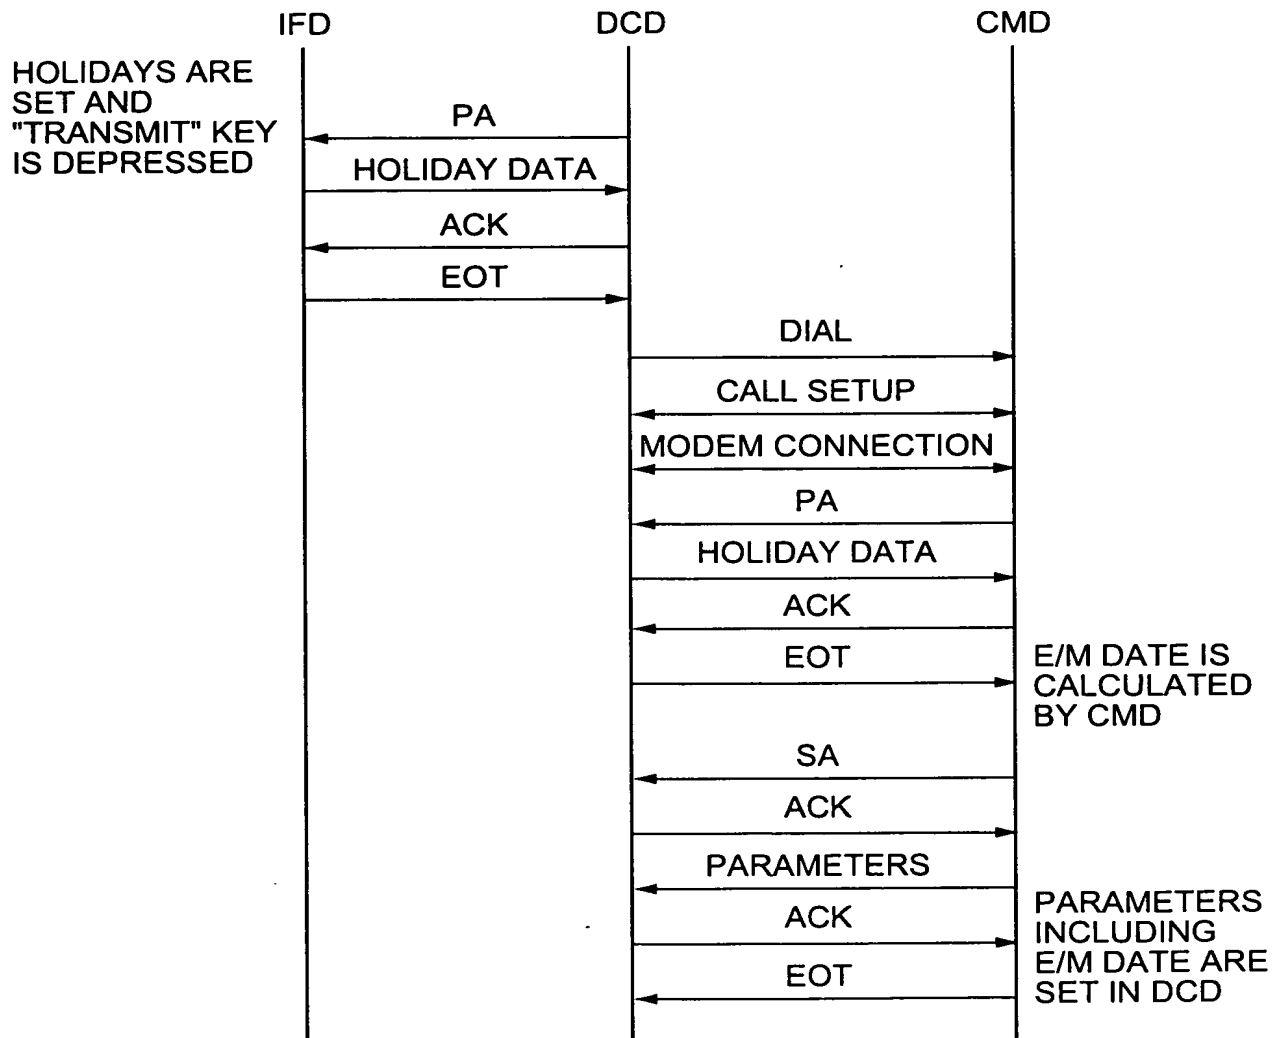 IFD DCD CMD
HOLIDAYS ARE
SET AND
"TRANSMIT" KEY
IS DEPRESSED
PA
HOLIDAY DATA
ACK
EOT
DIAL
CALL SETUP
MODEM CONNECTION
PA
HOLIDAY DATA
ACK
EOT
E/M DATE IS
CALCULATED
BY CMD
SA
ACK
PARAMETERS
ACK
EOT
PARAMETERS
INCLUDING
E/M DATE ARE
SET IN DCD